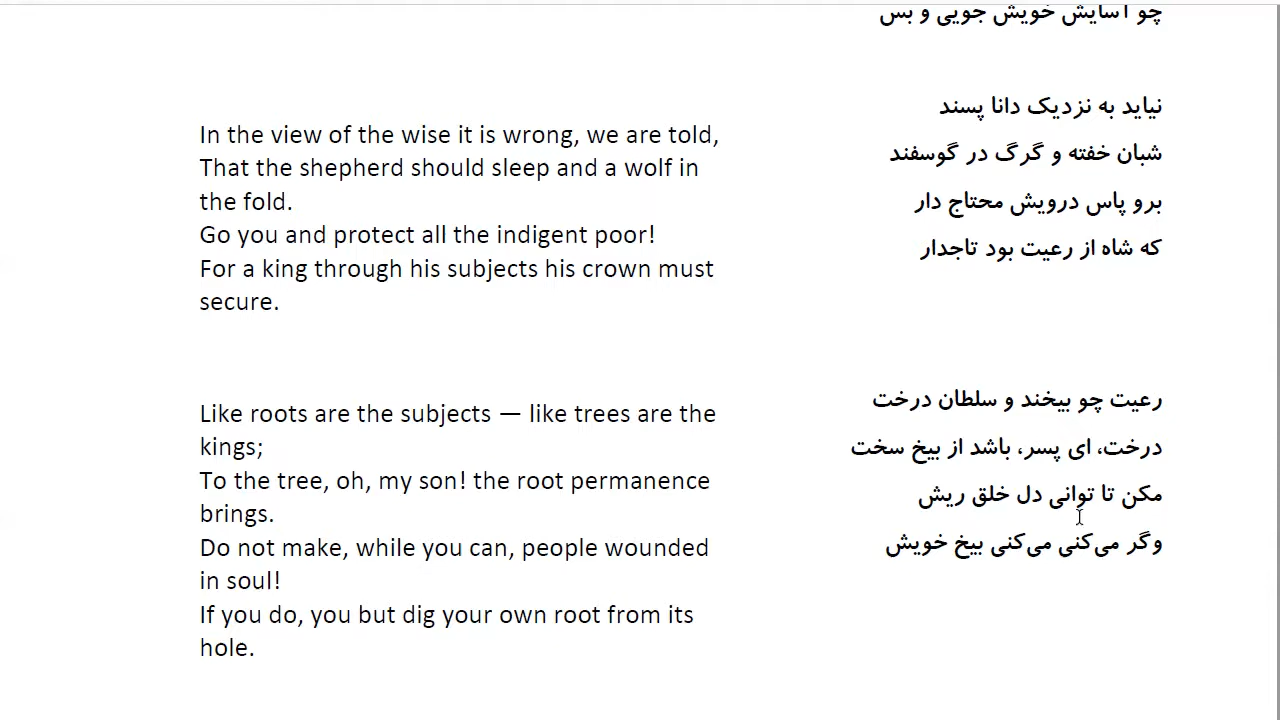 چو آسایش خویش جویی و بس
نیاید به نزدیک دانا پسند
شبان خفته و گرگ در گوسفند
برو پاس درویش محتاج دار
که شاه از رعیت بود تاجدار
In the view of the wise it is wrong, we are told,
That the shepherd should sleep and a wolf in
the fold.
Go you and protect all the indigent poor!
For a king through his subjects his crown must
secure.
رعیت چو بیخند و سلطان درخت
درخت، ای پسر، باشد از بیخ سخت
مکن تا توانی دل خلق ریش
وگر می‌کنی می‌کنی بیخ خویش
Like roots are the subjects — like trees are the
kings;
To the tree, oh, my son! the root permanence
brings.
Do not make, while you can, people wounded
in soul!
If you do, you but dig your own root from its
hole.